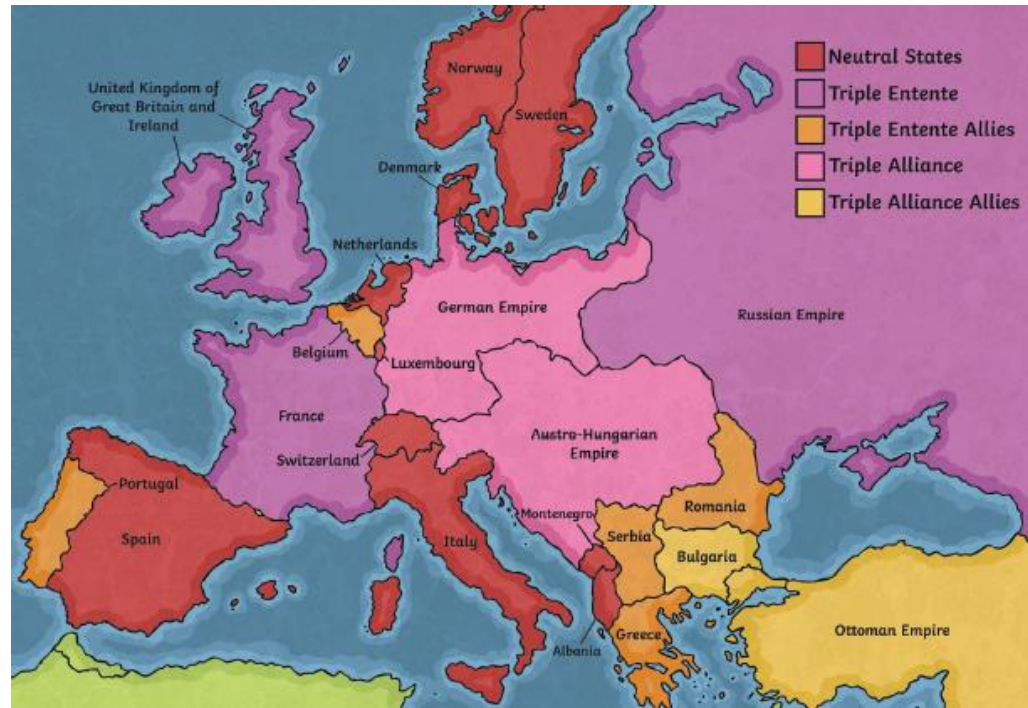 Neutral States
Triple Entente
Triple Entente Allies
Triple Alliance
Triple Alliance Allies
Norway
United Kingdom of
Great Britain and
Ireland
Sweden
Denmark
Netherlands
German Empire
Russian Empire
Belgium
Luxembourg
France
Austro-Hungarian
Empire
Switzerland
Portugal
Romania
Montenegro
Serbia
Spain
Italy
Bulgaria
Ottoman Empire
Greece
Albania